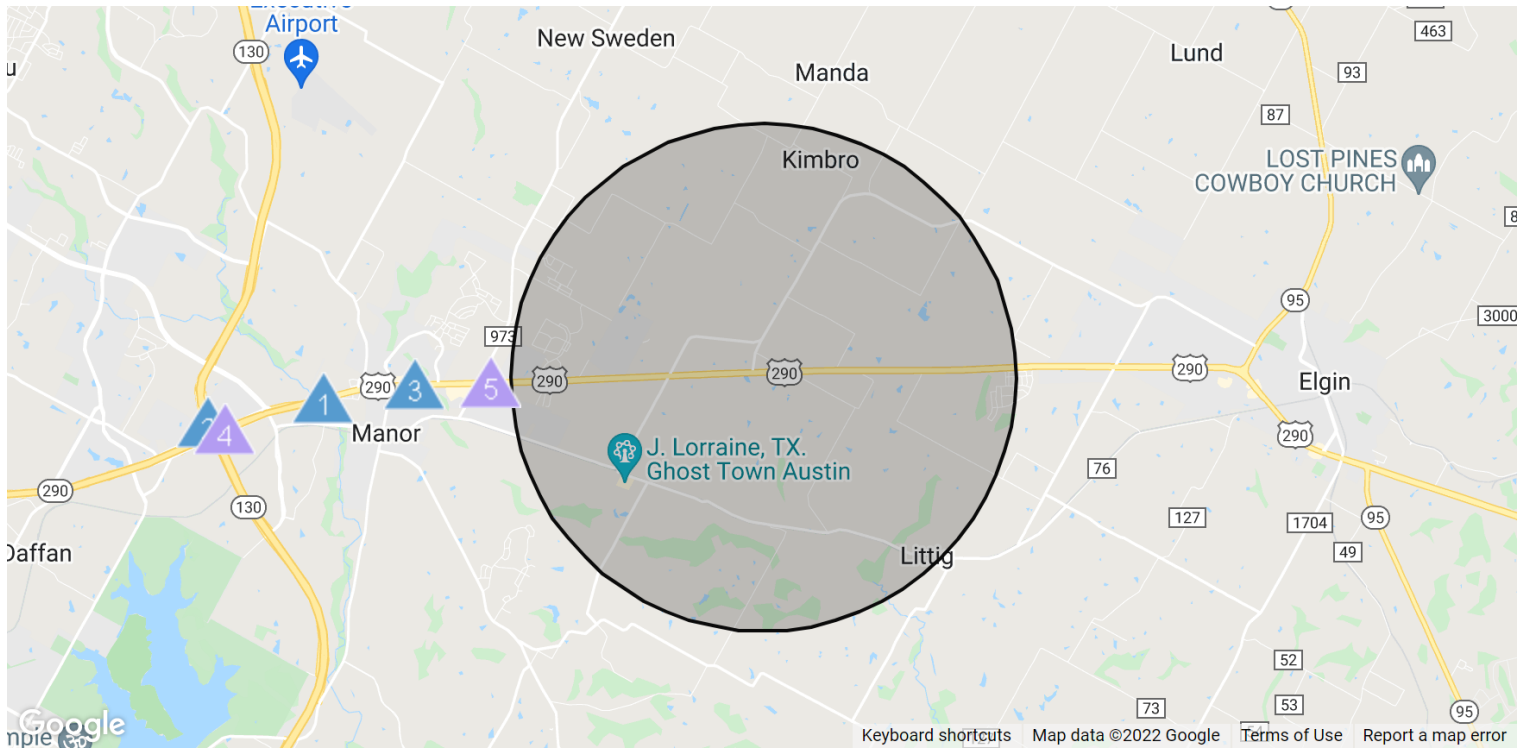 Executive
Airport
130
New Sweden
Manda
Lund
463
93
87
Kimbro
LOST PINES
COWBOY CHURCH
95
3000
973
290
290
290
290
Elgin
1
3
5
2
4
Manor
J. Lorraine, TX.
Ghost Town Austin
290
76
290
130
127
1704
95
49
Daffan
Littig
52
53
73
95
Google
Keyboard shortcuts
Map data ©2022 Google
Terms of Use
Report a map error